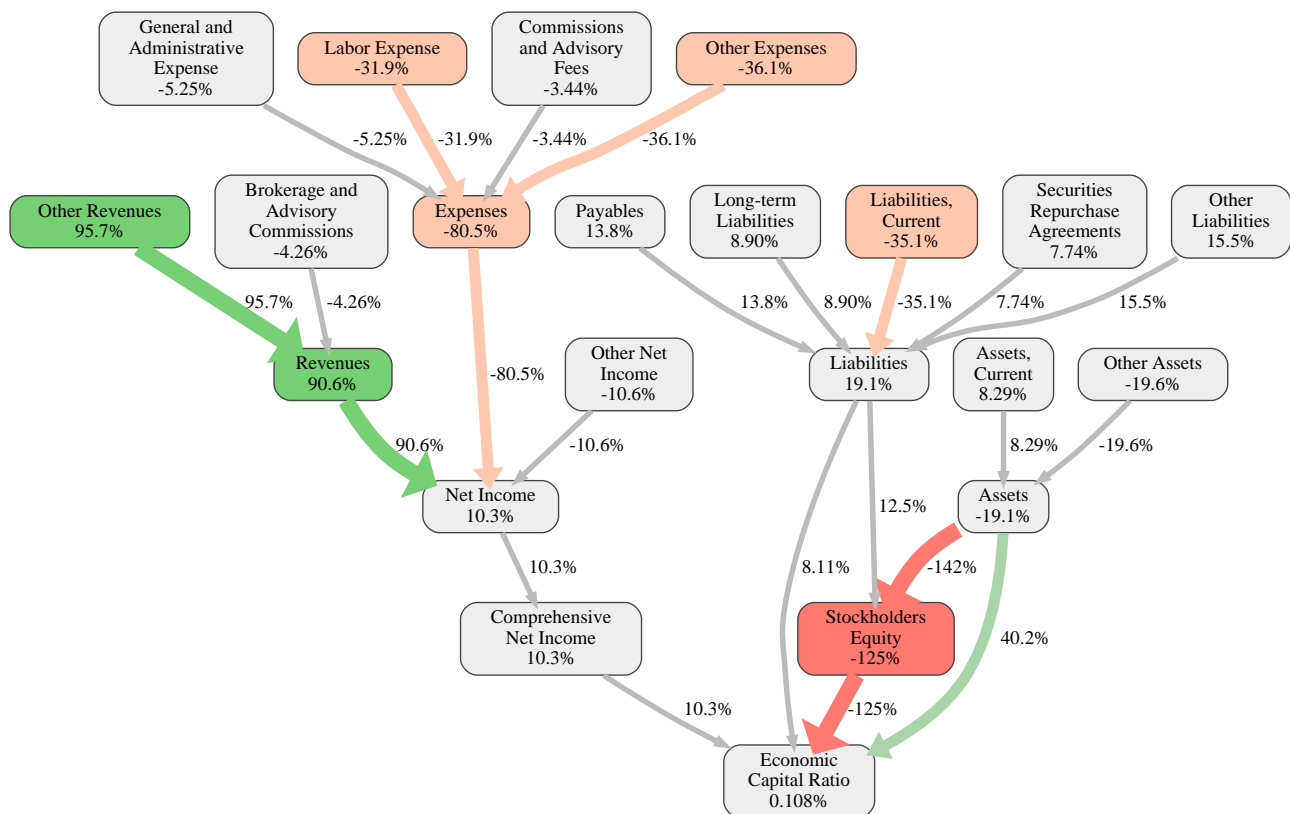 General and
Administrative
Expense
-5.25%
Labor Expense
-31.9%
Commissions
and Advisory
Fees
-3.44%
Other Expenses
-36.1%
-5.25%
-31.9%
-3.44%
-36.1%
Other Revenues
95.7%
Brokerage and
Advisory
Commissions
-4.26%
Expenses
-80.5%
Payables
13.8%
Long-term
Liabilities
8.90%
Liabilities,
Current
-35.1%
Securities
Repurchase
Agreements
7.74%
Other
Liabilities
15.5%
95.7%
-4.26%
13.8%
8.90%
-35.1%
7.74%
15.5%
Revenues
90.6%
-80.5%
Other Net
Income
-10.6%
Liabilities
19.1%
Assets,
Current
8.29%
Other Assets
-19.6%
90.6%
-10.6%
8.29%
-19.6%
Net Income
10.3%
12.5%
Assets
-19.1%
10.3%
8.11%
-142%
Comprehensive
Net Income
10.3%
Stockholders
Equity
-125%
40.2%
10.3%
-125%
Economic
Capital Ratio
0.108%